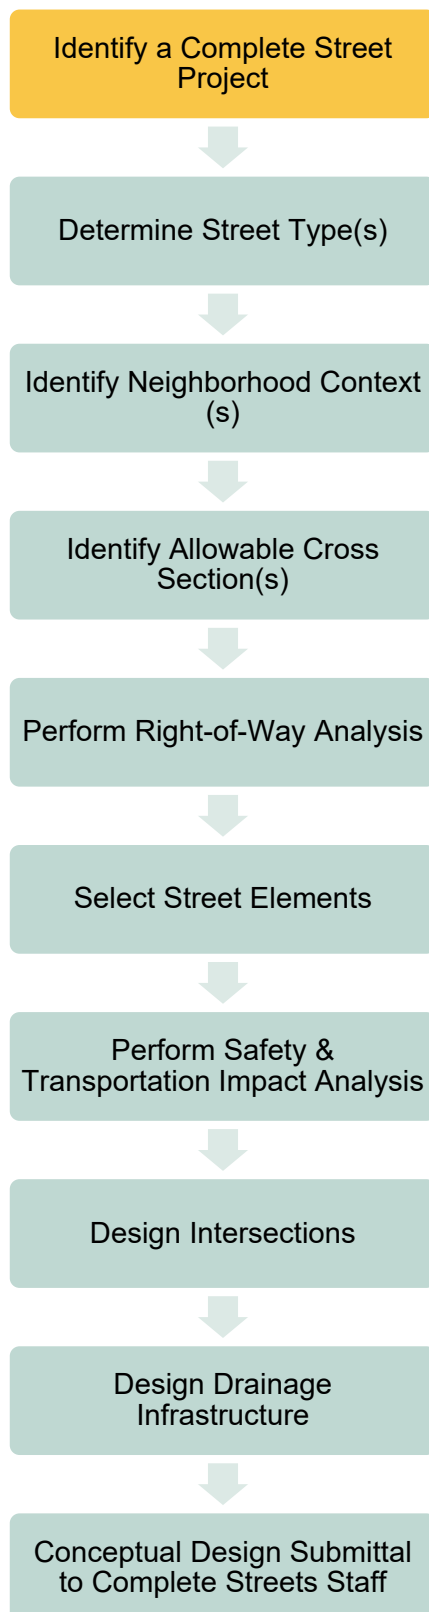 Identify a Complete Street
Project
Determine Street Type(s)
Identify Neighborhood Context
(s)
Identify Allowable Cross
Section(s)
Perform Right-of-Way Analysis
Select Street Elements
Perform Safety &
Transportation Impact Analysis
Design Intersections
Design Drainage
Infrastructure
Conceptual Design Submittal
to Complete Streets Staff